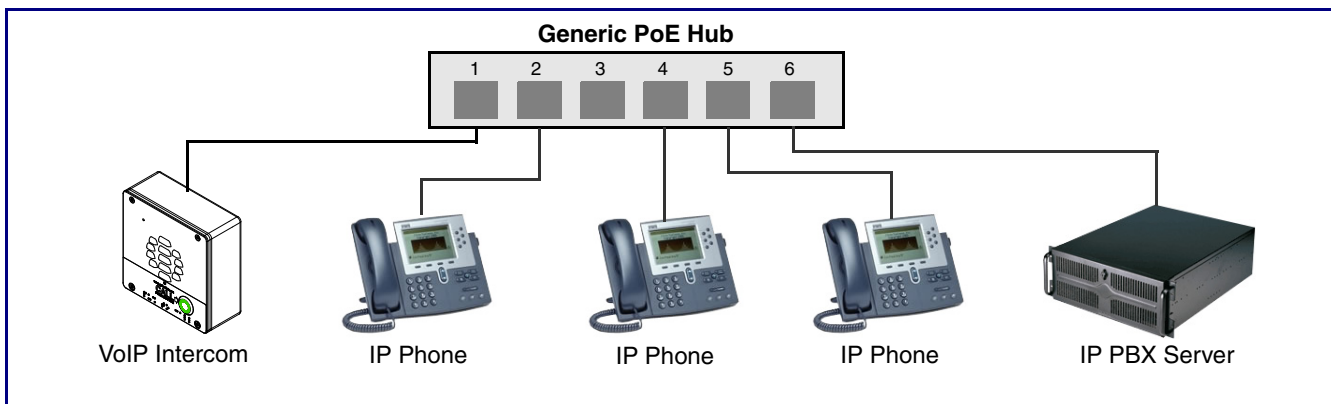 Generic PoE Hub
1 2 3 4 5 6
VoIP Intercom IP Phone IP Phone IP Phone IP PBX Server